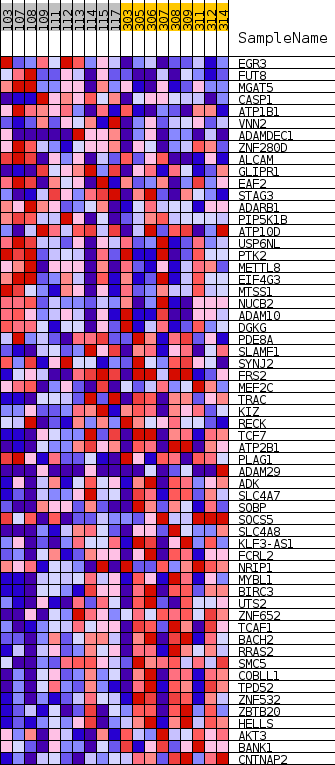 108 107 108 109 111 112 113 114 115 117 303 305 306 307 308 309 311 312 314
SampleName
EGR3
FUT8
MGAT5
CASP1
ATP1B1
VNN2
ADAMDEC1
ZNF280D
ALCAM
GLIPR1
EAF2
STAG3
ADARB1
PIP5K1B
ATP10D
USP6NL
PTK2
METTL8
EIF4G3
MTSS1
NUCB2
ADAM10
DGKG
PDE8A
SLAMF1
SYNJ2
FRS2
MEF2C
TRAC
KIZ
RECK
TCF7
ATP2B1
PLAG1
ADAM29
ADK
SLC4A7
SOBP
SOCS5
SLC4A8
KLF3-AS1
FCRL2
NRIP1
MYBL1
BIRC3
UTS2
ZNF652
TCAF1
BACH2
RRAS2
SMC5
COBLL1
TPD52
ZNF532
ZBTB20
HELLS
AKT3
BANK1
CNTNAP2